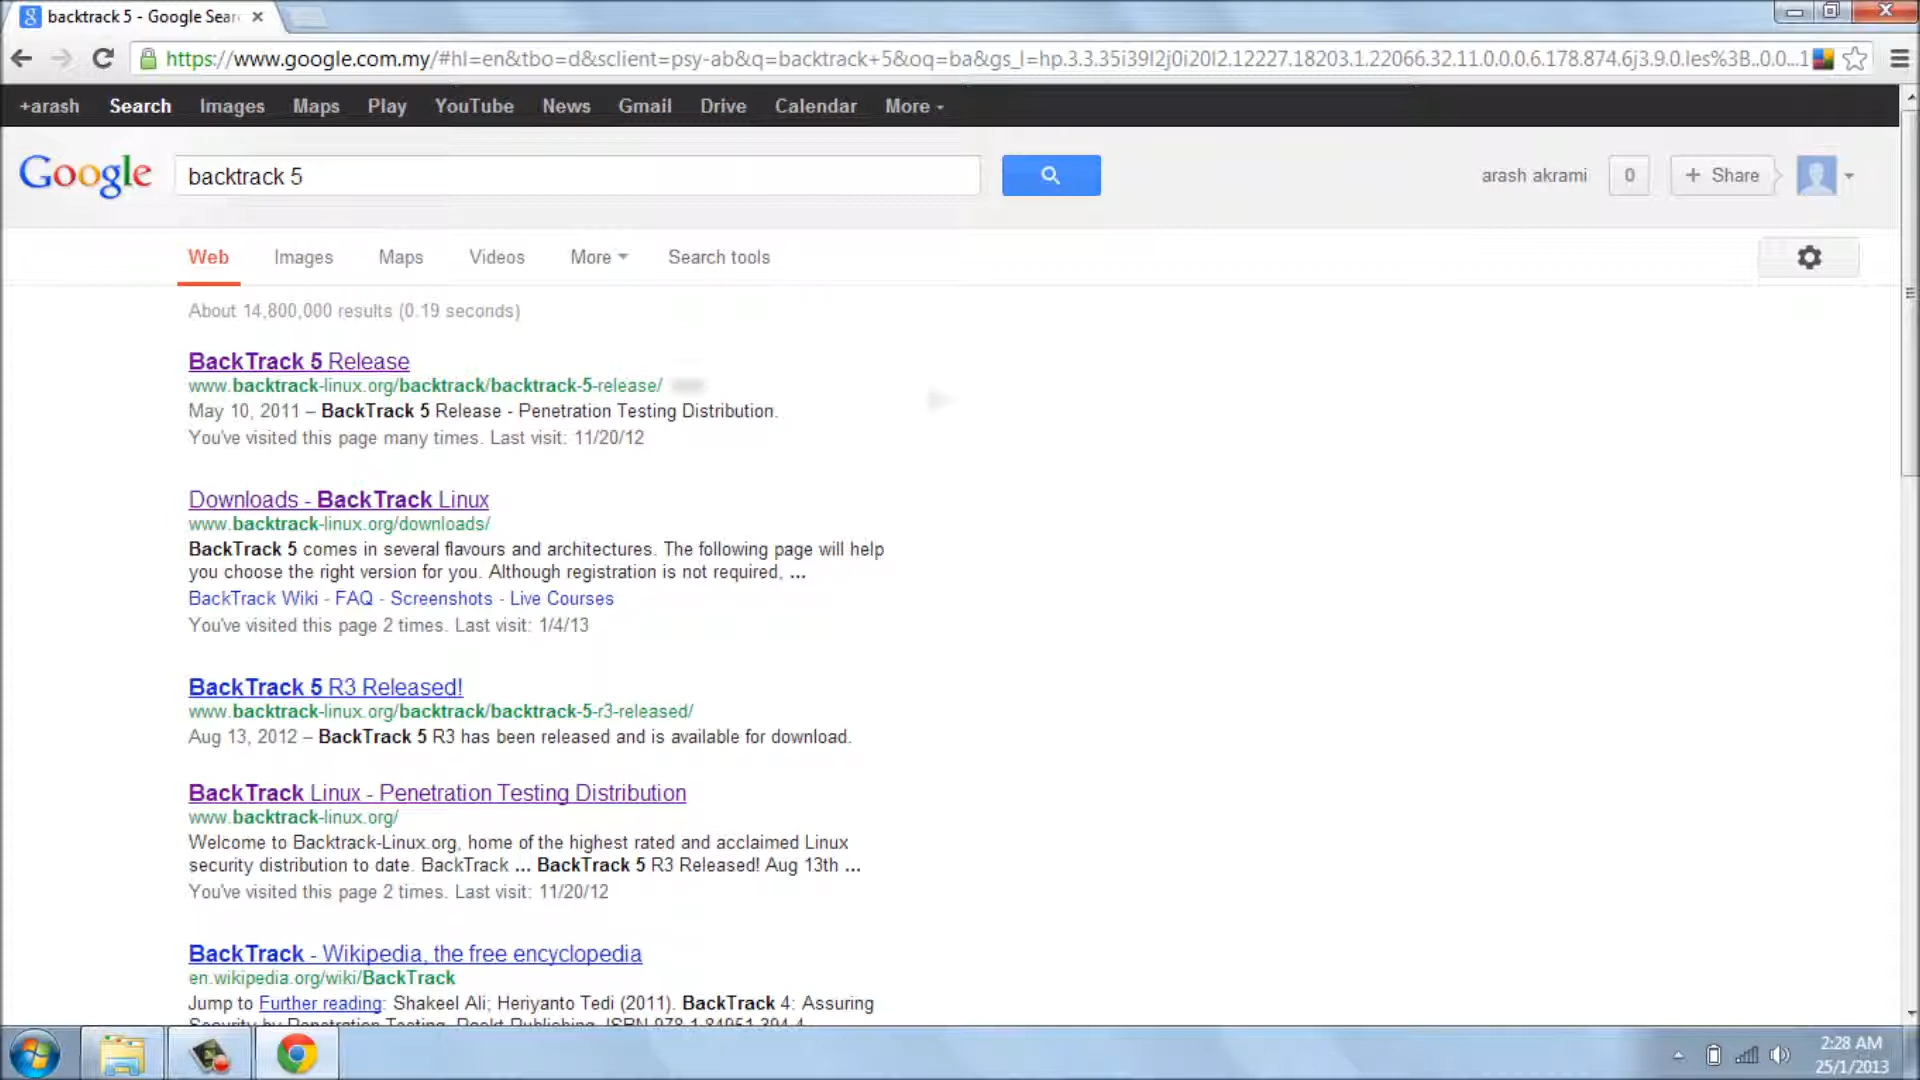 backtrack 5 - Google Sear
https://www.google.com.my/#hl=en&tbo=d&sclient=psy-ab&q=backtrack+5&oq=ba&gs_l=hp.3.3.35i39l2j0i20l2.12227.18203.1.22066.32.11.0.0.0.6.178.874.6j3.9.0.les%3B..0.0...1
+arash Search Images Maps Play YouTube News Gmail Drive Calendar More
Google backtrack 5 arash akrami 0 + Share
Web Images Maps Videos More Search tools
About 14,800,000 results (0.19 seconds)
BackTrack 5 Release
www.backtrack-linux.org/backtrack/backtrack-5-release/
May 10, 2011 – BackTrack 5 Release - Penetration Testing Distribution.
You've visited this page many times. Last visit: 11/20/12
Downloads - BackTrack Linux
www.backtrack-linux.org/downloads/
BackTrack 5 comes in several flavours and architectures. The following page will help
you choose the right version for you. Although registration is not required, ...
BackTrack Wiki - FAQ - Screenshots - Live Courses
You've visited this page 2 times. Last visit: 1/4/13
BackTrack 5 R3 Released!
www.backtrack-linux.org/backtrack/backtrack-5-r3-released/
Aug 13, 2012 – BackTrack 5 R3 has been released and is available for download.
BackTrack Linux - Penetration Testing Distribution
www.backtrack-linux.org/
Welcome to Backtrack-Linux.org, home of the highest rated and acclaimed Linux
security distribution to date. BackTrack ... BackTrack 5 R3 Released! Aug 13th ...
You've visited this page 2 times. Last visit: 11/20/12
BackTrack - Wikipedia, the free encyclopedia
en.wikipedia.org/wiki/BackTrack
Jump to Further reading: Shakeel Ali; Heriyanto Tedi (2011). BackTrack 4: Assuring
Security by Penetration Testing. Packt Publishing. ISBN 978-1-84951-394-4
2:28 AM
25/1/2013